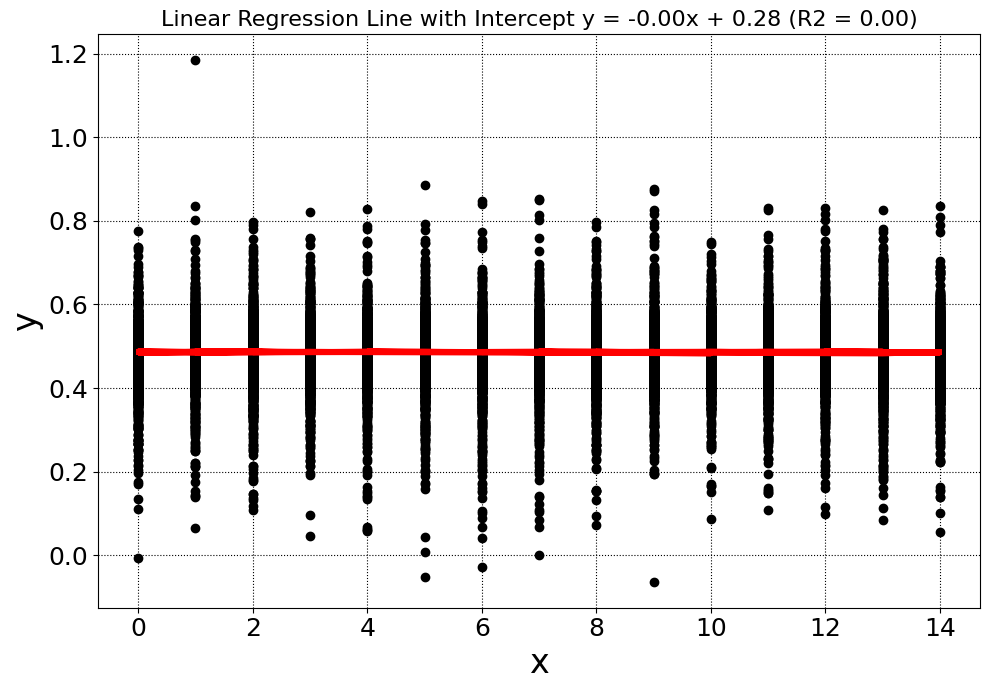 Linear Regression Line with Intercept y = -0.00x + 0.28 (R2 = 0.00)
1.2
1.0
0.8
0.6
0.4
0.2
0.0
y
0 2 4 6 8 10 12 14
x